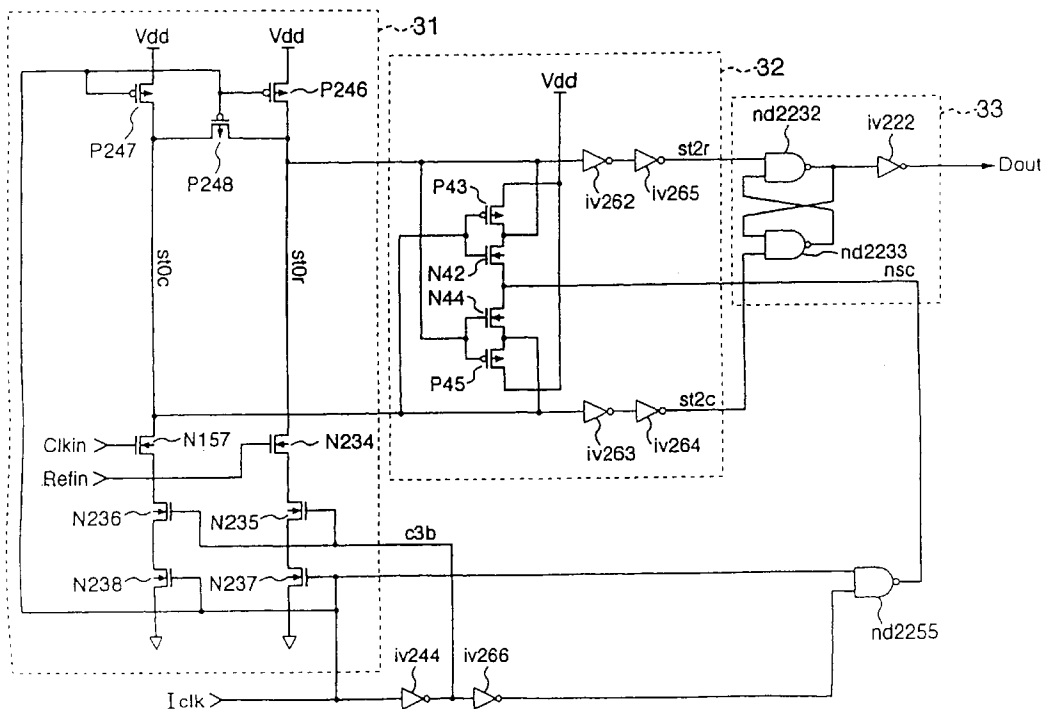 31
Vdd
Vdd
P246
P247
P248
st0c
st0r
Clkin
N157
N234
Refin
N236
N235
N238
N237
c3b
Iclk
iv244
iv266
32
Vdd
P43
N42
N44
P45
iv262
iv265
st2r
iv263
iv264
st2c
nsc
33
nd2232
iv222
Dout
nd2233
nd2255